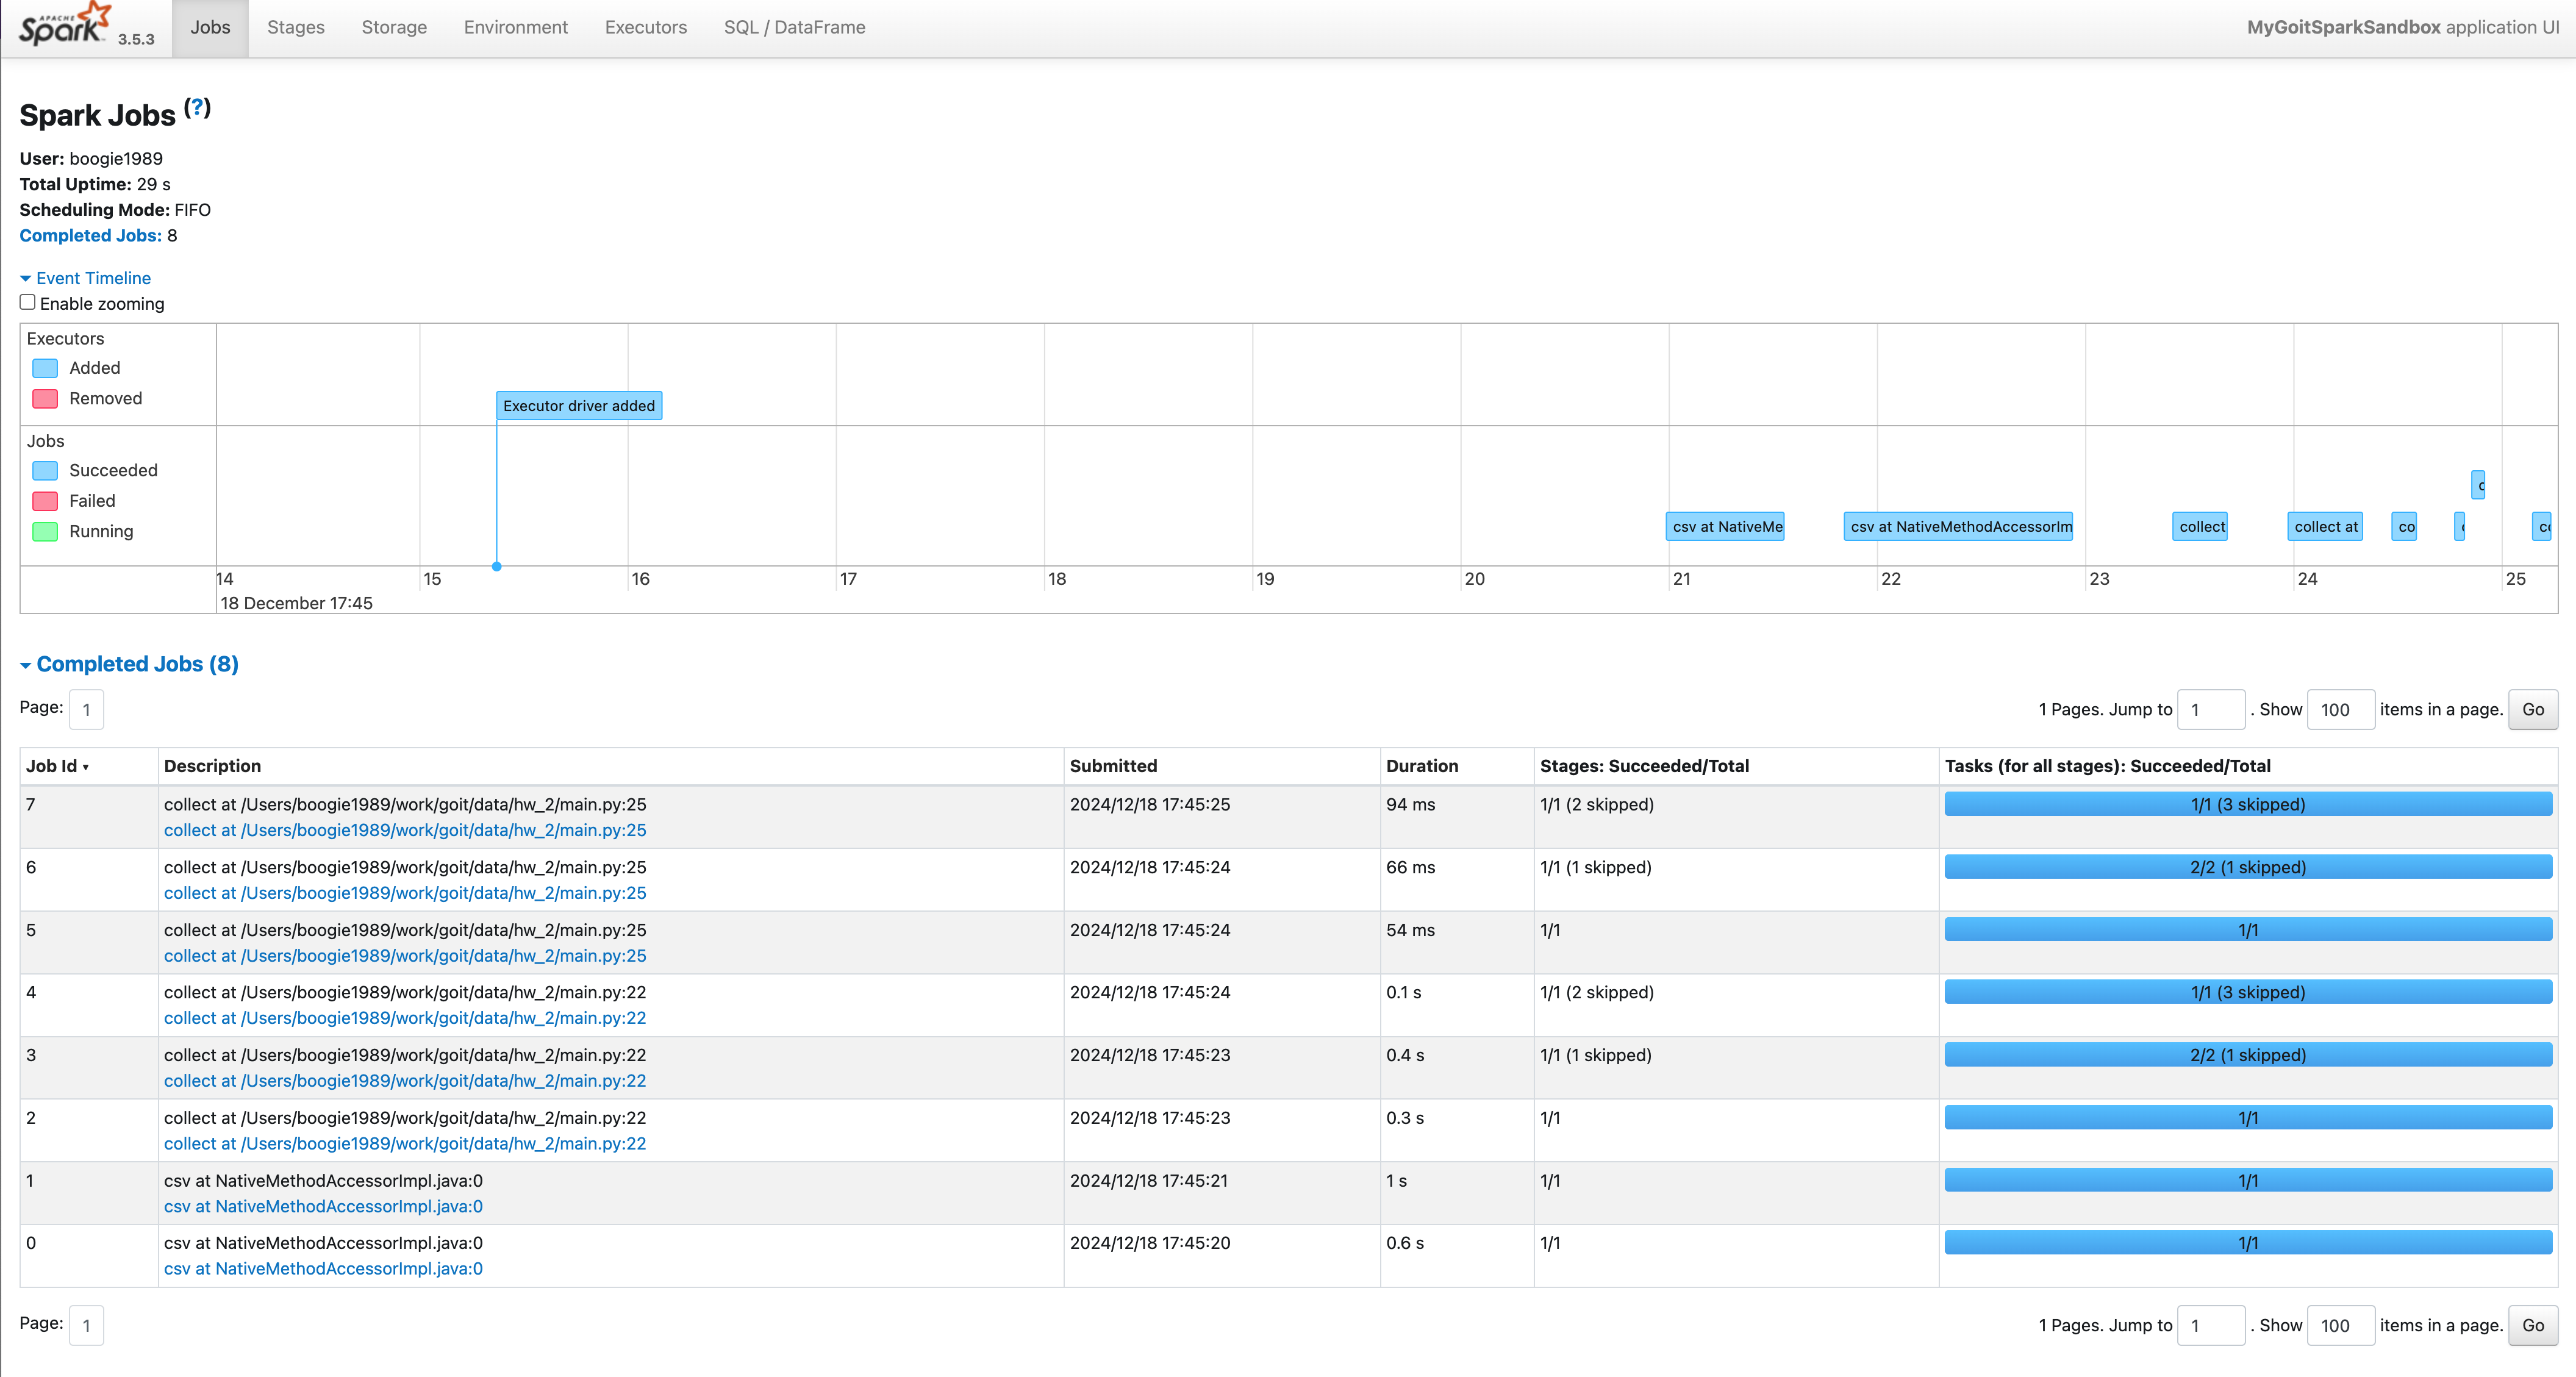 APACHE
Spark 3.5.3 Jobs Stages Storage Environment Executors SQL / DataFrame MyGoitSparkSandbox application UI
Spark Jobs (?)
User: boogie1989
Total Uptime: 29 s
Scheduling Mode: FIFO
Completed Jobs: 8
Event Timeline
Enable zooming
Executors
Added
Removed
Executor driver added
Jobs
Succeeded
Failed
Running
csv at NativeMe csv at NativeMethodAccessorIm collect collect at co c
14 15 16 17 18 19 20 21 22 23 24 25
18 December 17:45
Completed Jobs (8)
Page: 1 1 Pages. Jump to 1 . Show 100 items in a page. Go
Job Id ▾ Description Submitted Duration Stages: Succeeded/Total Tasks (for all stages): Succeeded/Total
7 collect at /Users/boogie1989/work/goit/data/hw_2/main.py:25 2024/12/18 17:45:25 94 ms 1/1 (2 skipped) 1/1 (3 skipped)
collect at /Users/boogie1989/work/goit/data/hw_2/main.py:25
6 collect at /Users/boogie1989/work/goit/data/hw_2/main.py:25 2024/12/18 17:45:24 66 ms 1/1 (1 skipped) 2/2 (1 skipped)
collect at /Users/boogie1989/work/goit/data/hw_2/main.py:25
5 collect at /Users/boogie1989/work/goit/data/hw_2/main.py:25 2024/12/18 17:45:24 54 ms 1/1 1/1
collect at /Users/boogie1989/work/goit/data/hw_2/main.py:25
4 collect at /Users/boogie1989/work/goit/data/hw_2/main.py:22 2024/12/18 17:45:24 0.1 s 1/1 (2 skipped) 1/1 (3 skipped)
collect at /Users/boogie1989/work/goit/data/hw_2/main.py:22
3 collect at /Users/boogie1989/work/goit/data/hw_2/main.py:22 2024/12/18 17:45:23 0.4 s 1/1 (1 skipped) 2/2 (1 skipped)
collect at /Users/boogie1989/work/goit/data/hw_2/main.py:22
2 collect at /Users/boogie1989/work/goit/data/hw_2/main.py:22 2024/12/18 17:45:23 0.3 s 1/1 1/1
collect at /Users/boogie1989/work/goit/data/hw_2/main.py:22
1 csv at NativeMethodAccessorImpl.java:0 2024/12/18 17:45:21 1 s 1/1 1/1
csv at NativeMethodAccessorImpl.java:0
0 csv at NativeMethodAccessorImpl.java:0 2024/12/18 17:45:20 0.6 s 1/1 1/1
csv at NativeMethodAccessorImpl.java:0
Page: 1 1 Pages. Jump to 1 . Show 100 items in a page. Go